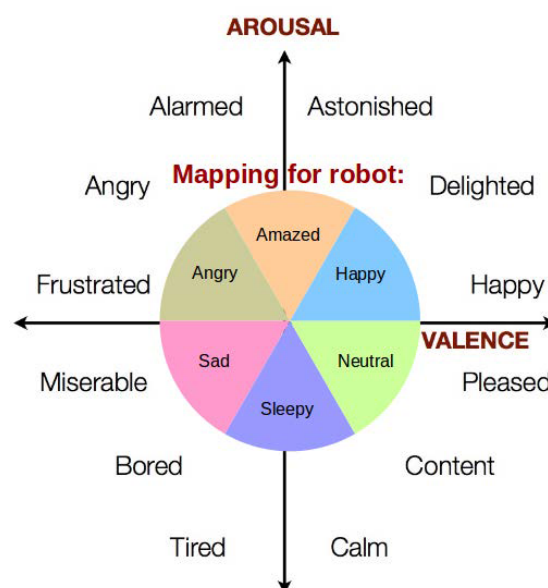 AROUSAL
Alarmed
Astonished
Mapping for robot:
Angry
Delighted
Amazed
Angry
Happy
Frustrated
Happy
VALENCE
Sad
Neutral
Miserable
Pleased
Sleepy
Bored
Content
Tired
Calm